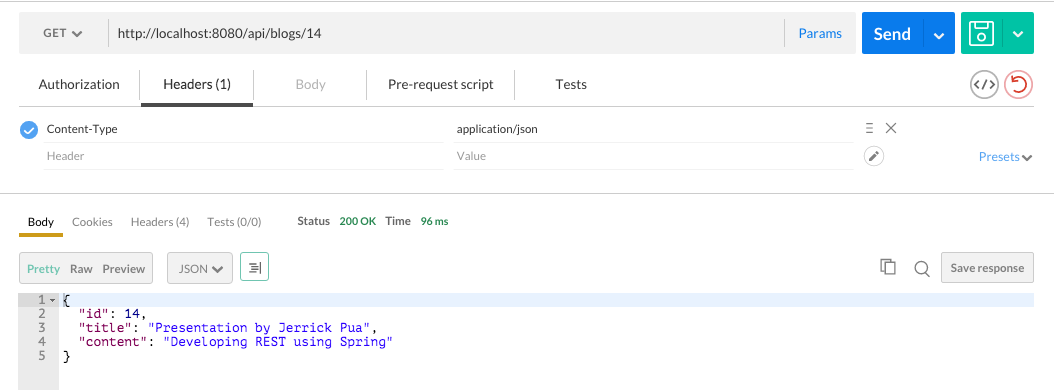 GET http://localhost:8080/api/blogs/14 Params Send
Authorization Headers (1) Body Pre-request script Tests
Content-Type application/json
Header Value Presets
Body Cookies Headers (4) Tests (0/0) Status 200 OK Time 96 ms
Pretty Raw Preview JSON Save response
1 {
2 "id": 14,
3 "title": "Presentation by Jerrick Pua",
4 "content": "Developing REST using Spring"
5 }